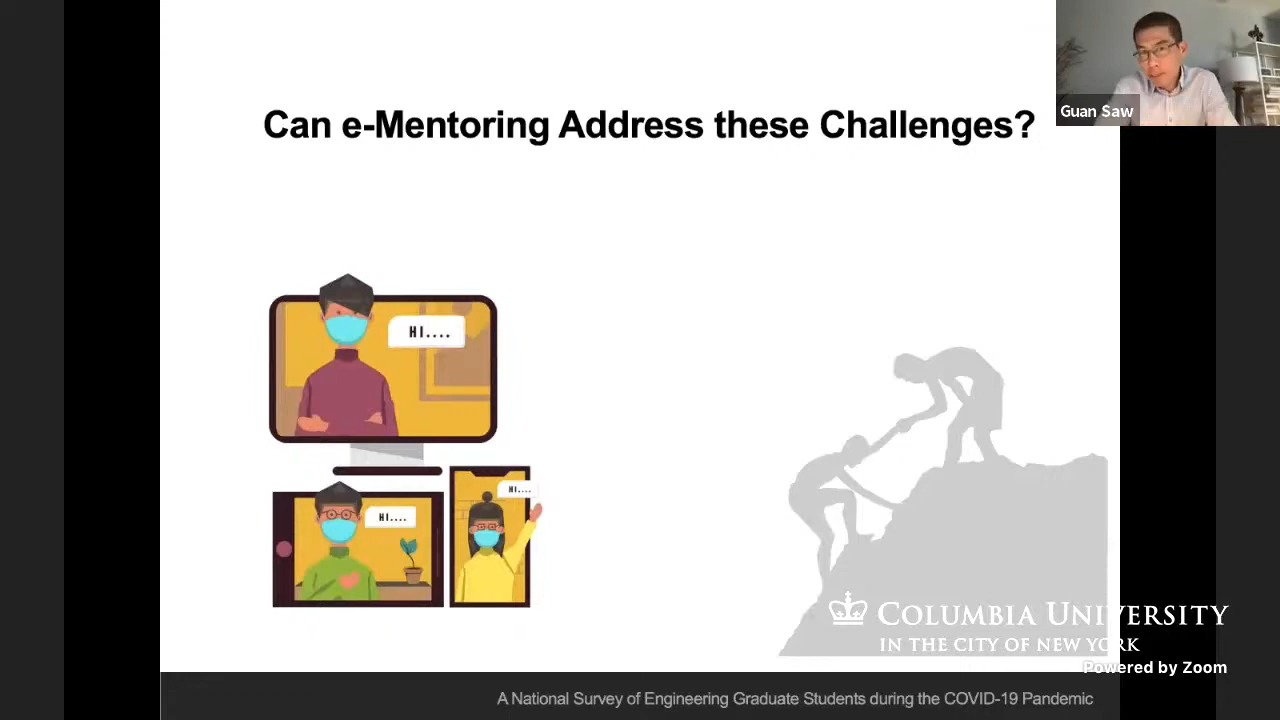 Can e-Mentoring Address these Challenges?
Guan Saw
HI....
HI....
HI....
COLUMBIA UNIVERSITY
IN THE CITY OF NEW YORK
Powered by Zoom
A National Survey of Engineering Graduate Students during the COVID-19 Pandemic